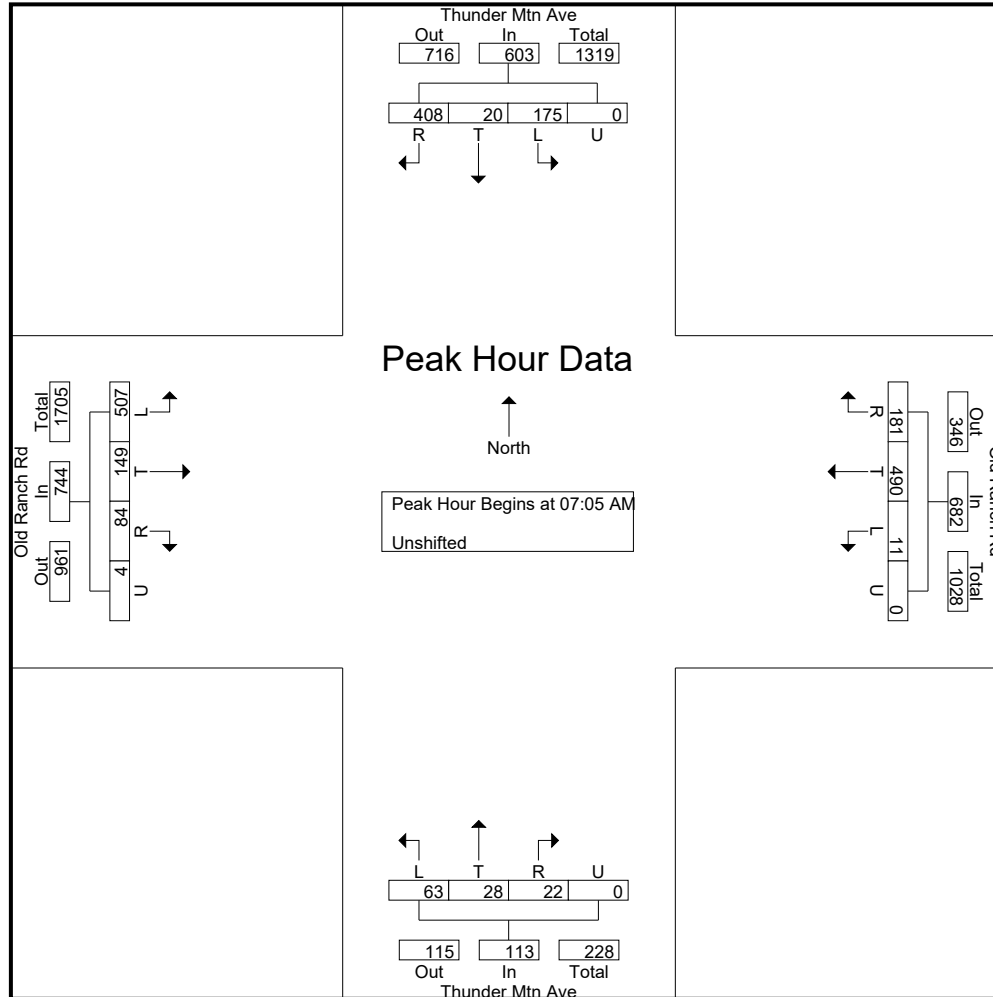 Thunder Mtn Ave
Out In Total
716 603 1319
408 20 175 0
R T L U
Peak Hour Data
North
Peak Hour Begins at 07:05 AM
Unshifted
Old Ranch Rd
Total In Out
1705 744 961
507 149 84 4
L T R U
R T L U
181 490 11 0
Out In Total
346 682 1028
Old Ranch Rd
L T R U
63 28 22 0
115 113 228
Out In Total
Thunder Mtn Ave